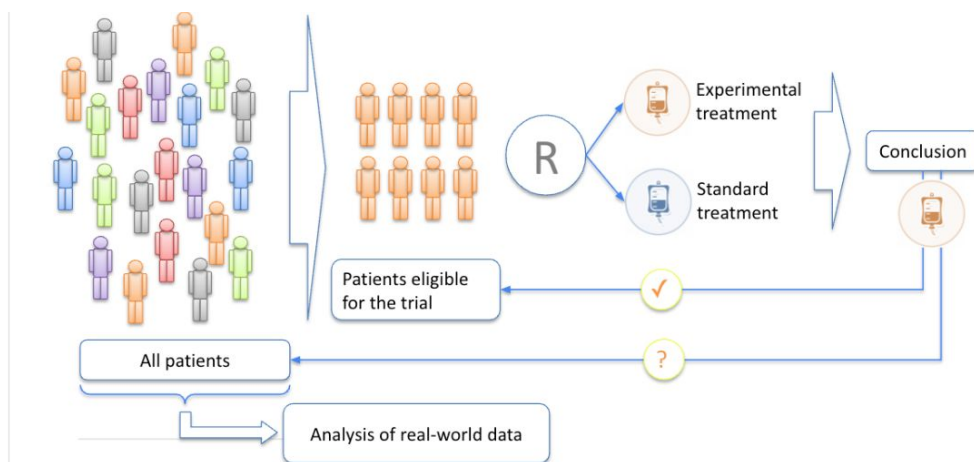 R
Experimental
treatment
Standard
treatment
Conclusion
Patients eligible
for the trial
✓
All patients
?
Analysis of real-world data